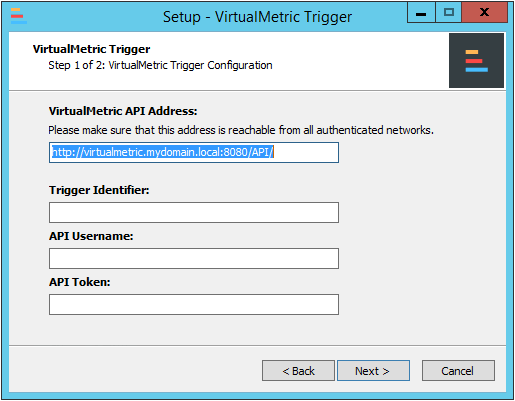 Setup - VirtualMetric Trigger
VirtualMetric Trigger
Step 1 of 2: VirtualMetric Trigger Configuration
VirtualMetric API Address:
Please make sure that this address is reachable from all authenticated networks.
http://virtualmetric.mydomain.local:8080/API/
Trigger Identifier:
API Username:
API Token:
< Back Next > Cancel